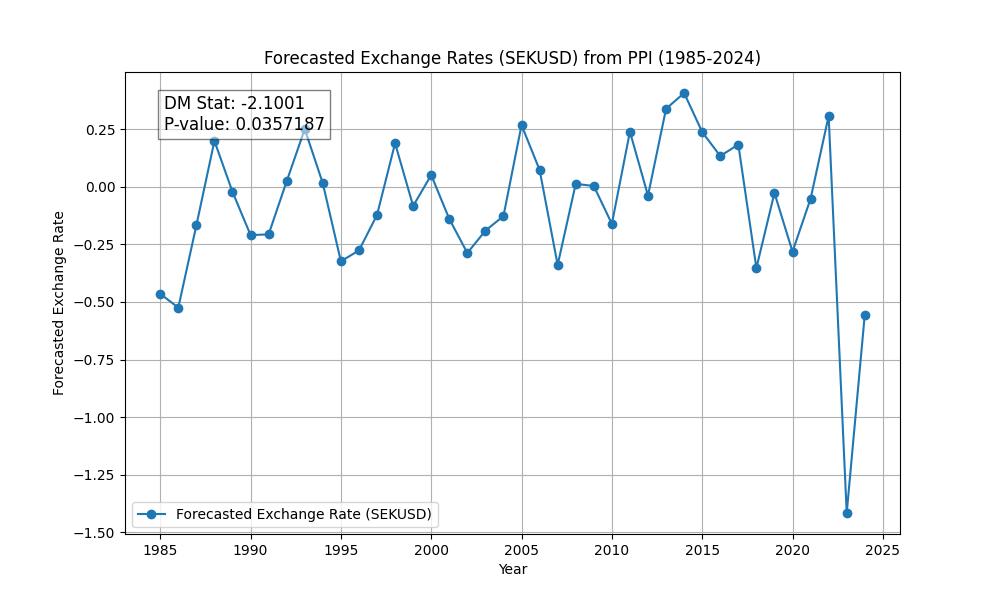 Forecasted Exchange Rates (SEKUSD) from PPI (1985-2024)
DM Stat: -2.1001
P-value: 0.0357187
Forecasted Exchange Rate
0.25
0.00
−0.25
−0.50
−0.75
−1.00
−1.25
−1.50
Forecasted Exchange Rate (SEKUSD)
1985 1990 1995 2000 2005 2010 2015 2020 2025
Year